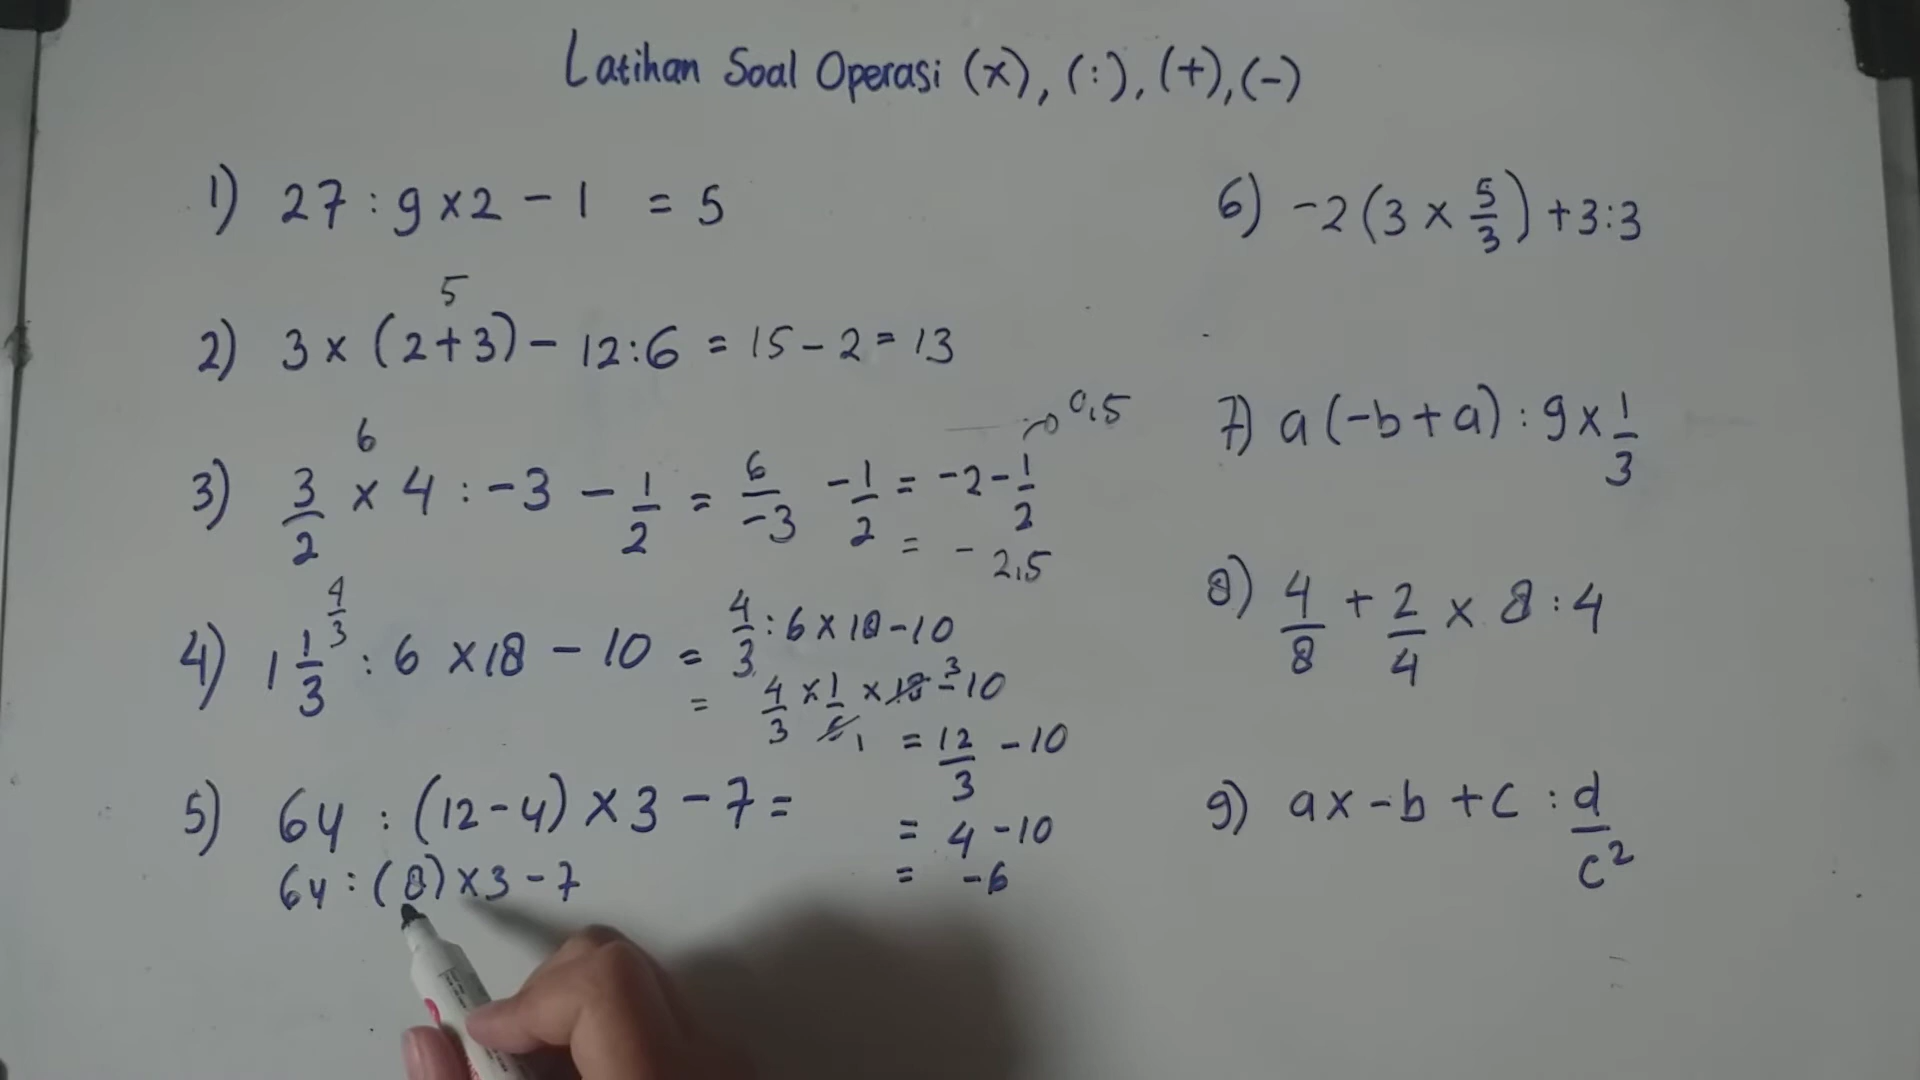 Latihan Soal Operasi (x), (:), (+), (-)
1) 27 : 9 x 2 - 1 = 5
5
2) 3 x (2+3) - 12:6 = 15 - 2 = 13
6
0,5
3) 3/2 x 4 : -3 - 1/2 = 6/-3 - 1/2 = -2 - 1/2
= - 2,5
4/3
4) 1 1/3 : 6 x 18 - 10 = 4/3 : 6 x 18 - 10
= 4/3 x 1/6 1 x 18 3 - 10
= 12/3 - 10
= 4 - 10
= -6
5) 64 : (12 - 4) x 3 - 7 =
64 : (8) x 3 - 7
6) -2 (3 x 5/3) + 3:3
7) a (-b + a) : 9 x 1/3
8) 4/8 + 2/4 x 8 : 4
9) a x - b + c : d/c²